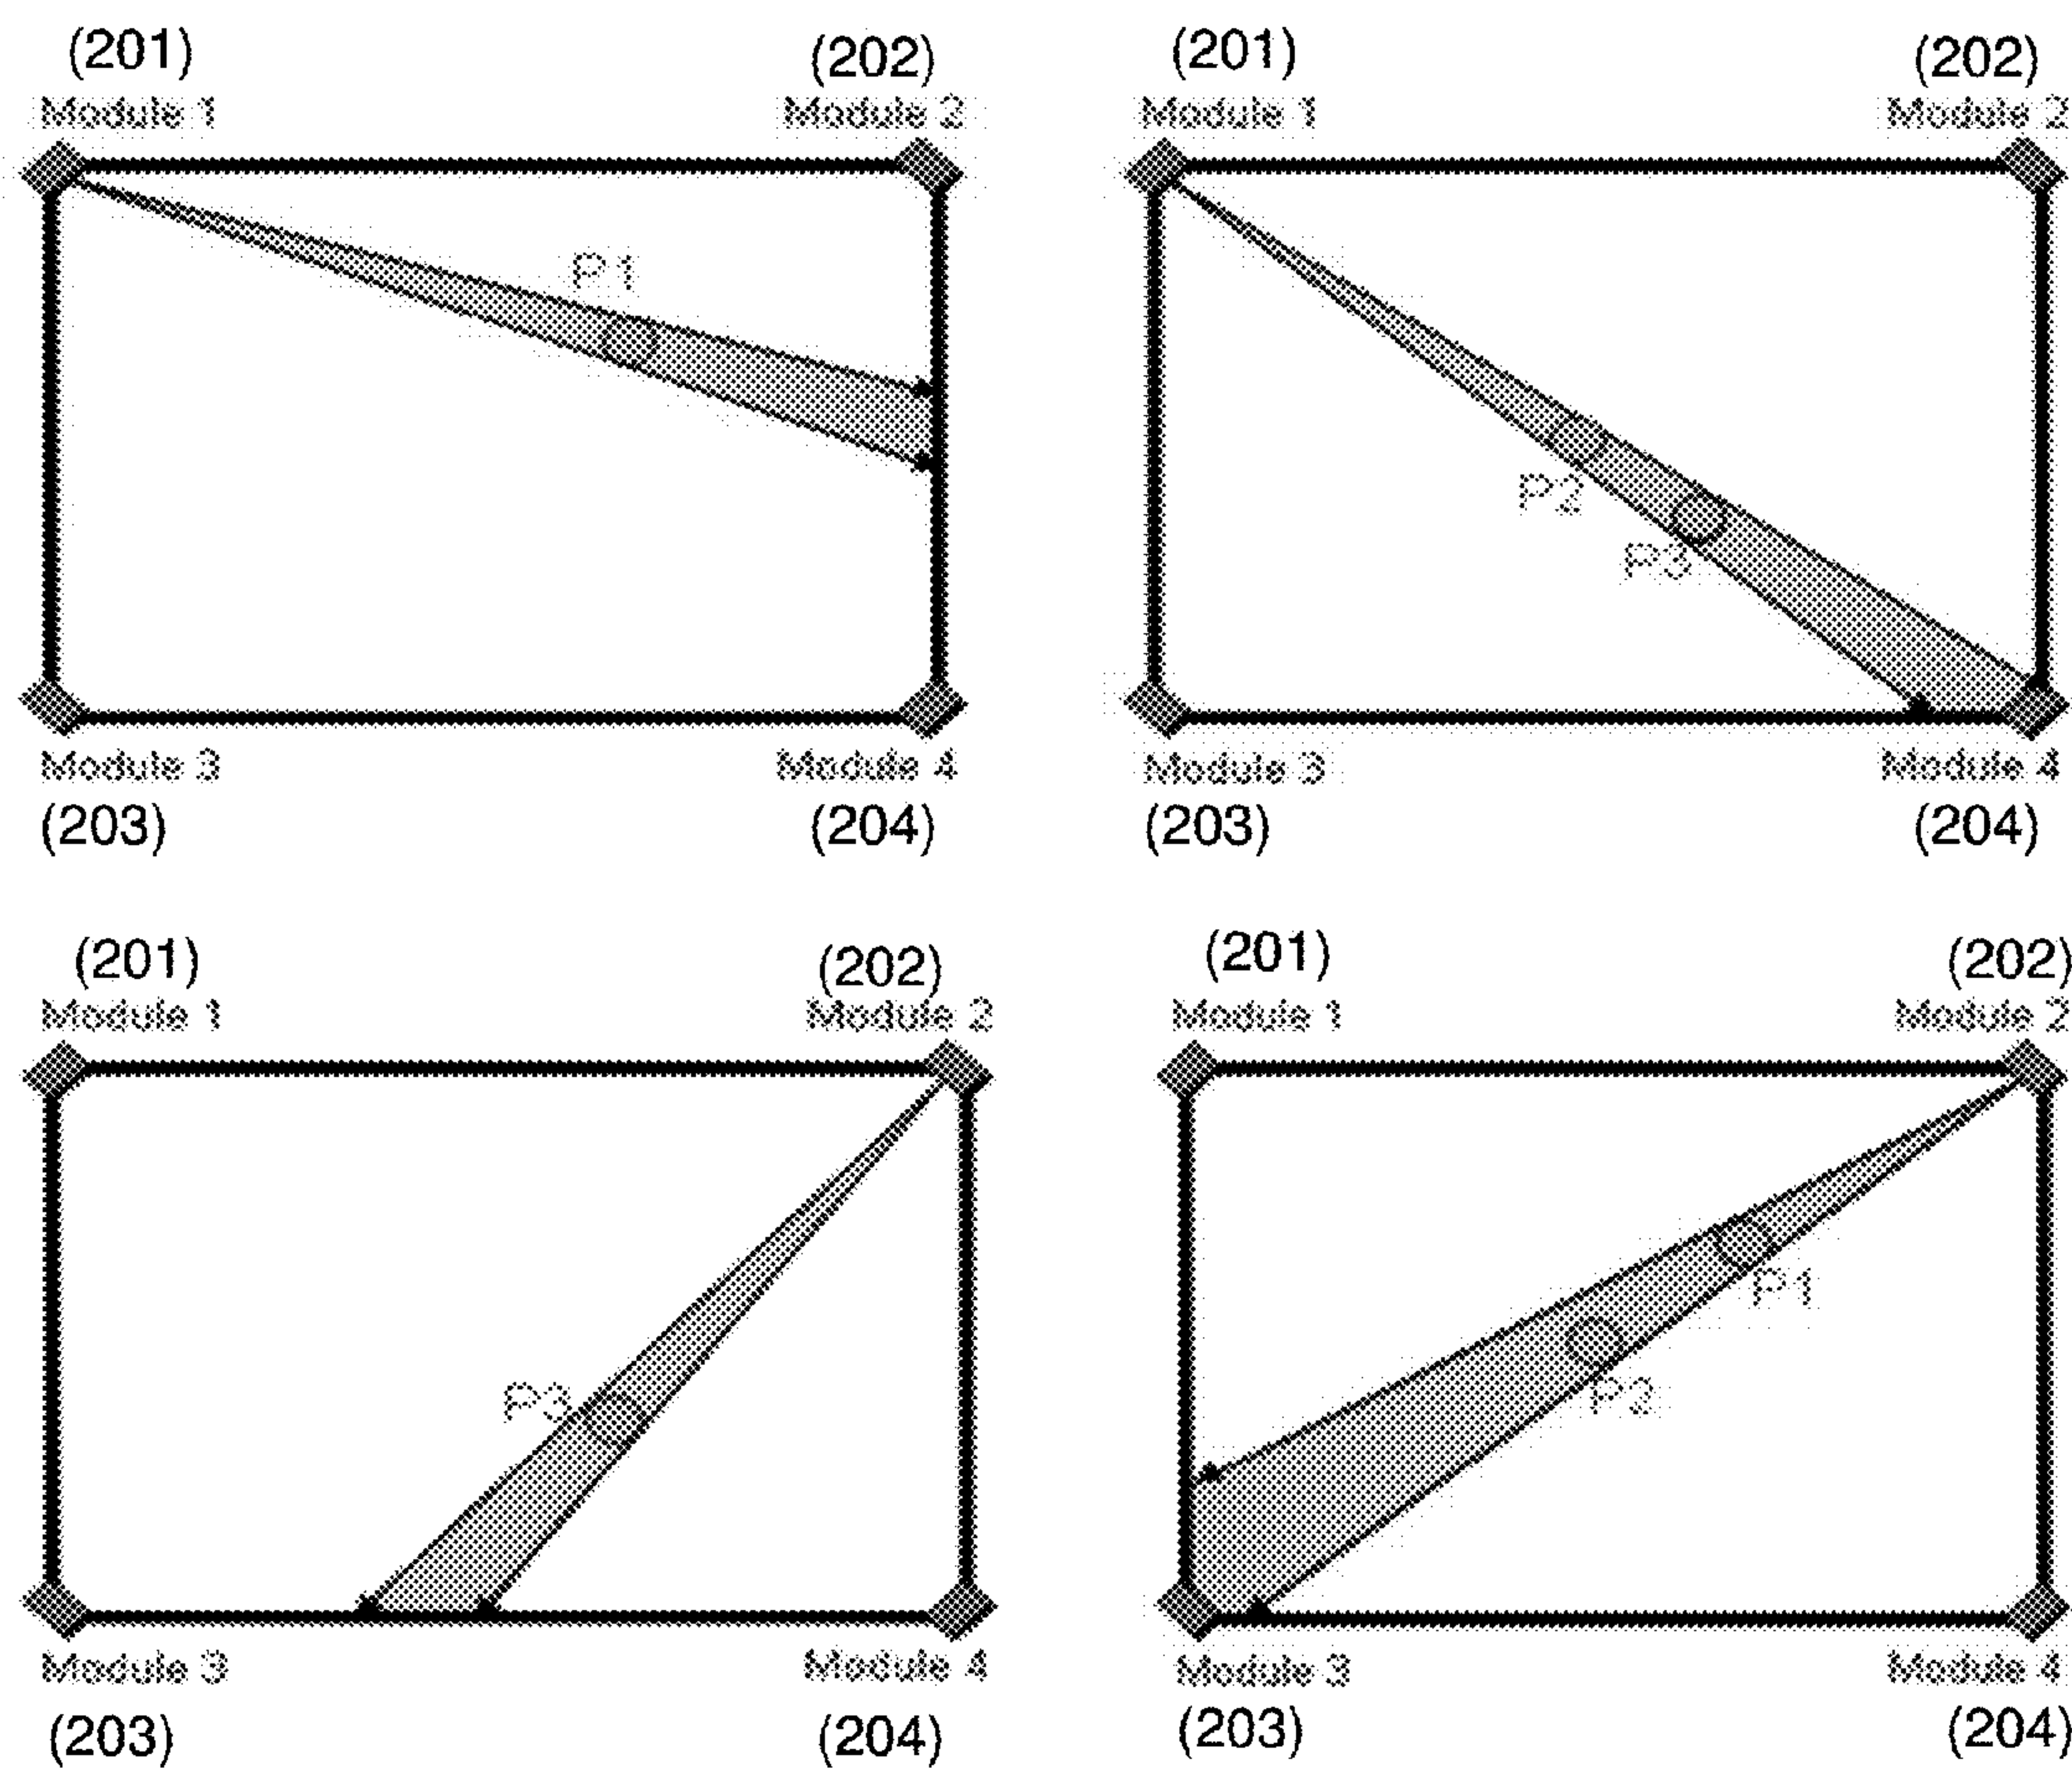 (201) (202) (201) (202)
Module 1 Module 2 Module 1 Module 2
P1
P2
P3
Module 3 Module 4 Module 3 Module 4
(203) (204) (203) (204)
(201) (202) (201) (202)
Module 1 Module 2 Module 1 Module 2
P1
P3 P2
Module 3 Module 4 Module 3 Module 4
(203) (204) (203) (204)